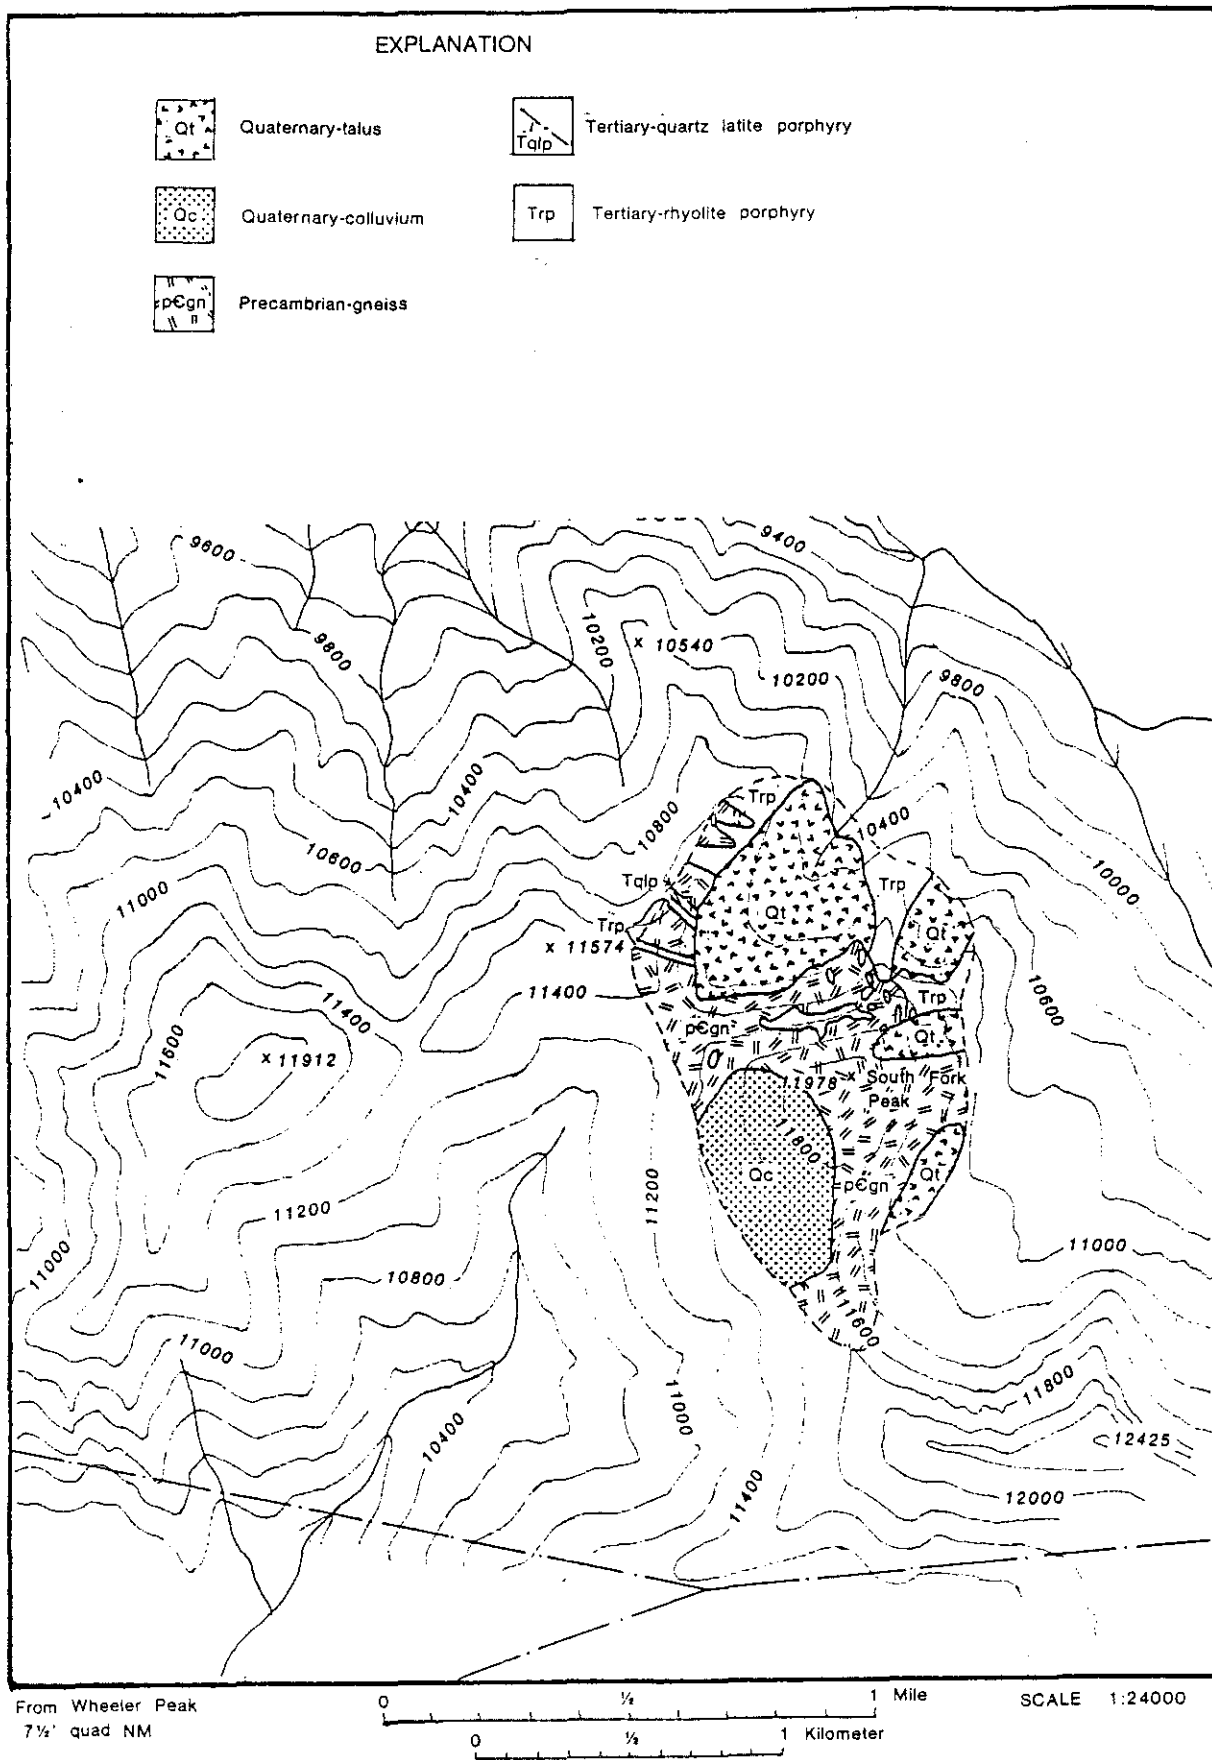 EXPLANATION
Qt Quaternary-talus
Tqlp Tertiary-quartz latite porphyry
Qc Quaternary-colluvium
Trp Tertiary-rhyolite porphyry
p€gn Precambrian-gneiss
9600
9400
9800
10200
x 10540
10200
9800
10400
10400
10800
Trp
10400
10600
10000
11000
Tqlp
Trp
Qt
Trp
Qt
x 11574
11400
Trp
10600
11400
p€gn
Qt
11600
x 11912
11978 x South Fork
Peak
11800
Qc
p€gn
Qt
11200
11200
11000
11000
10800
11600
11000
11000
11800
10400
12425
11400
12000
From Wheeler Peak
7½' quad NM
0 ½ 1 Mile
SCALE 1:24000
0 ½ 1 Kilometer